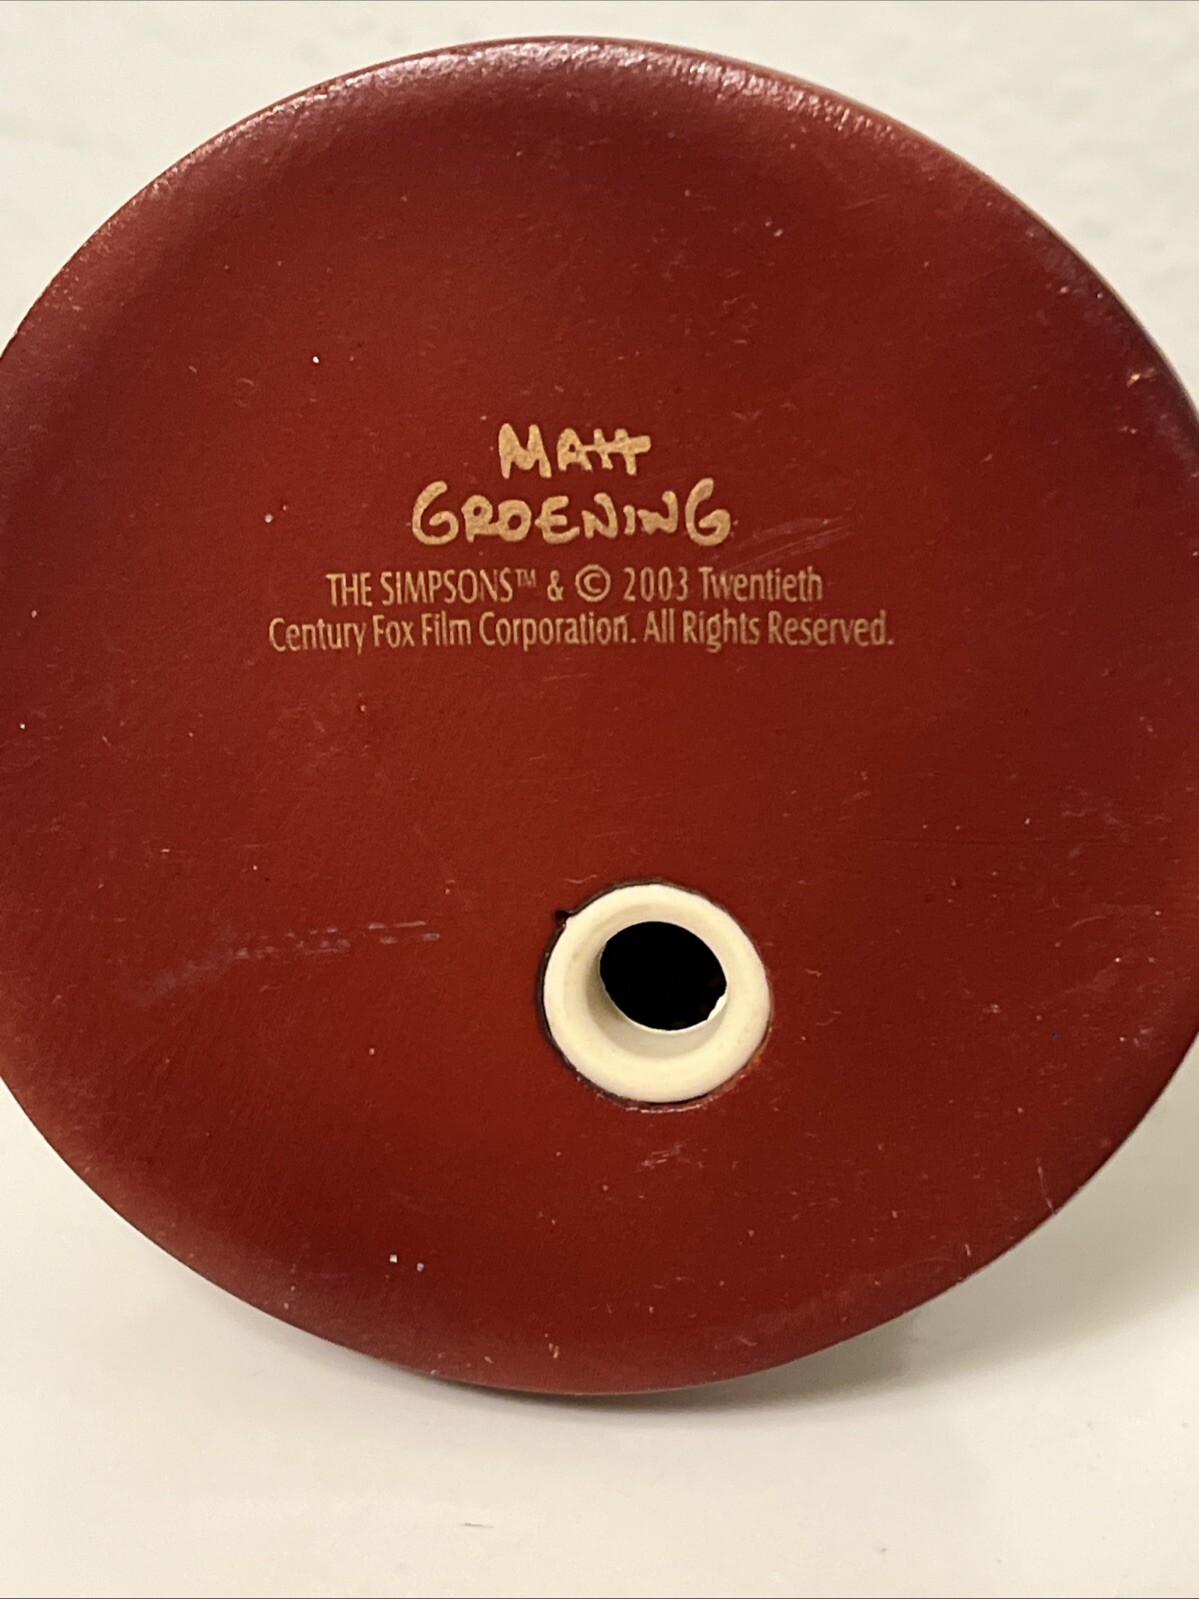 MATT
GROENING
THE SIMPSONS™ & © 2003 Twentieth
Century Fox Film Corporation. All Rights Reserved.